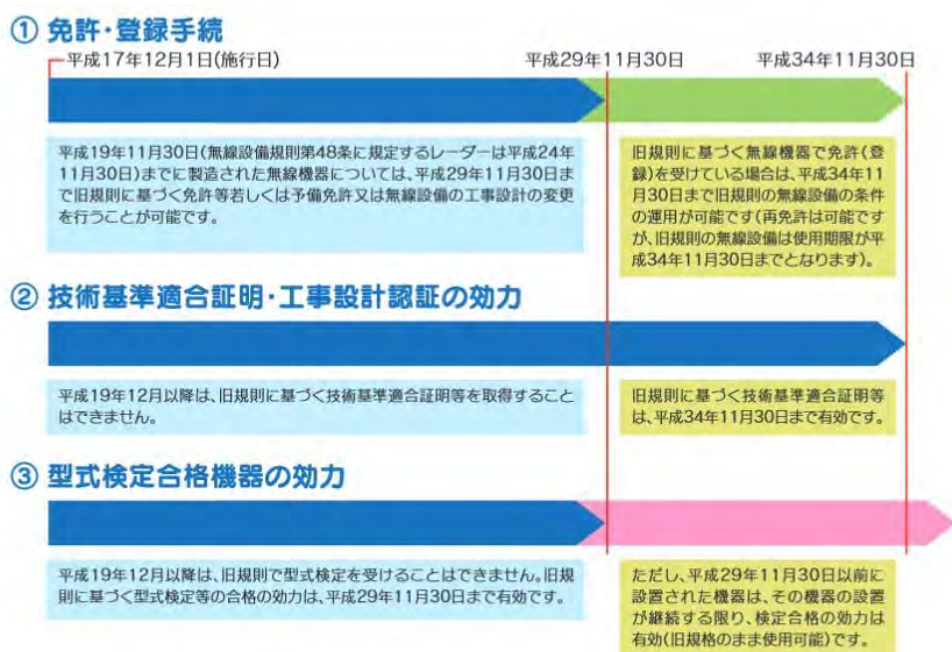 ① 免許・登録手続
平成17年12月1日(施行日)
平成29年11月30日
平成34年11月30日
平成19年11月30日(無線設備規則第48条に規定するレーダーは平成24年
11月30日)までに製造された無線機器については、平成29年11月30日ま
で旧規則に基づく免許等若しくは予備免許又は無線設備の工事設計の変更
を行うことが可能です。
旧規則に基づく無線機器で免許(登
録)を受けている場合は、平成34年11
月30日まで旧規則の無線設備の条件
の運用が可能です(再免許は可能です
が、旧規則の無線設備は使用期限が平
成34年11月30日までとなります)。
② 技術基準適合証明・工事設計認証の効力
平成19年12月以降は、旧規則に基づく技術基準適合証明等を取得すること
はできません。
旧規則に基づく技術基準適合証明等
は、平成34年11月30日まで有効です。
③ 型式検定合格機器の効力
平成19年12月以降は、旧規則で型式検定を受けることはできません。旧規
則に基づく型式検定等の合格の効力は、平成29年11月30日まで有効です。
ただし、平成29年11月30日以前に
設置された機器は、その機器の設置
が継続する限り、検定合格の効力は
有効(旧規格のまま使用可能)です。